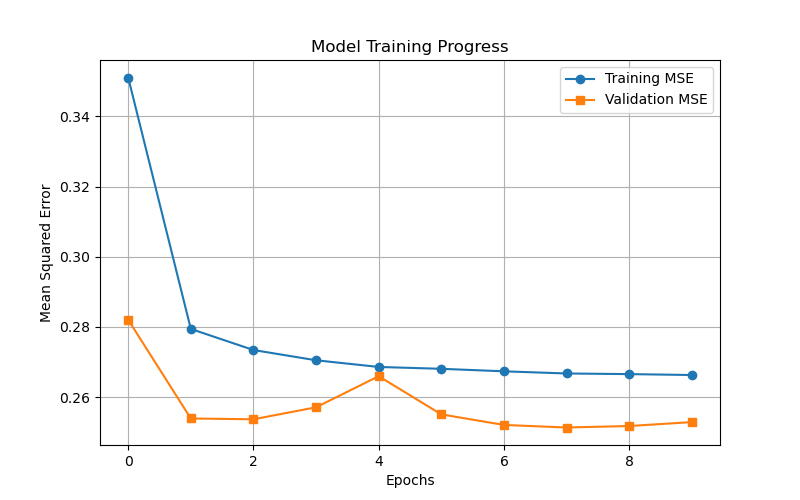 Model Training Progress
Training MSE
Validation MSE
0.34
0.32
0.30
0.28
0.26
Mean Squared Error
0 2 4 6 8
Epochs